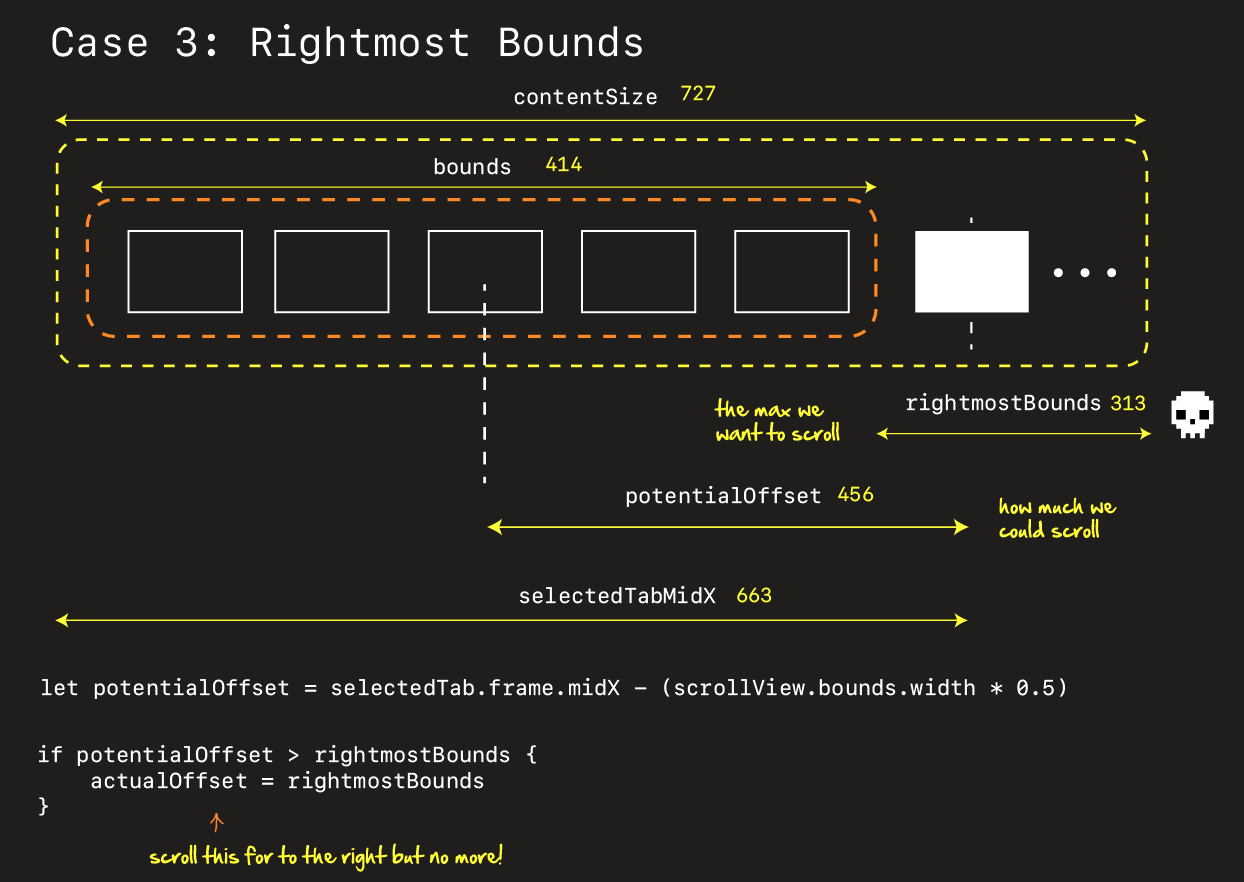 Case 3: Rightmost Bounds
contentSize 727
bounds 414
rightmostBounds 313
the max we
want to scroll
potentialOffset 456
how much we
could scroll
selectedTabMidX 663
let potentialOffset = selectedTab.frame.midX – (scrollView.bounds.width * 0.5)
if potentialOffset > rightmostBounds {
    actualOffset = rightmostBounds
}
scroll this for to the right but no more!